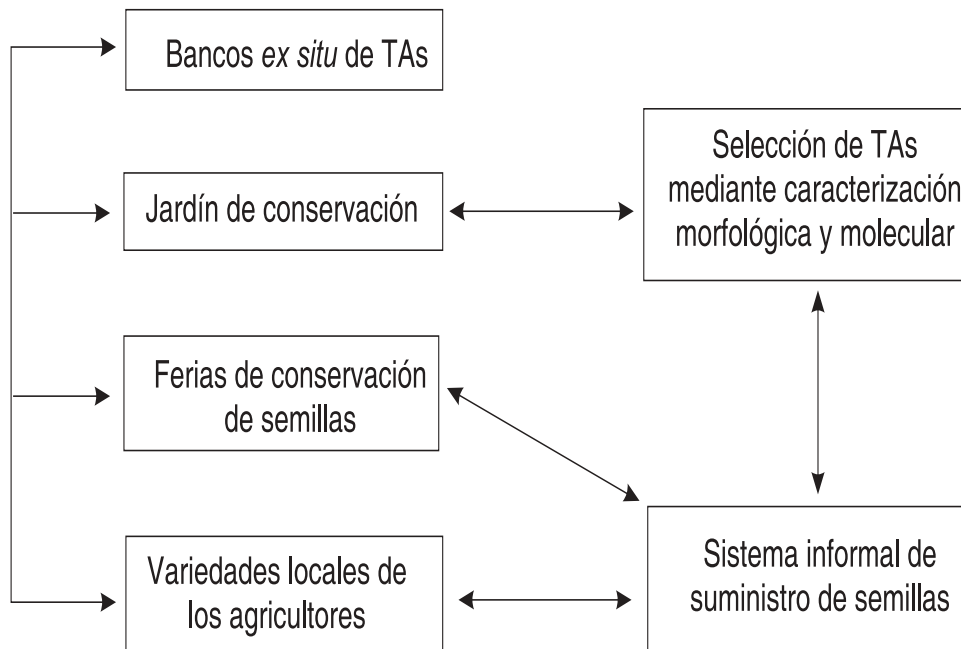 Bancos ex situ de TAs
Jardín de conservación
Selección de TAs
mediante caracterización
morfológica y molecular
Ferias de conservación
de semillas
Variedades locales de
los agricultores
Sistema informal de
suministro de semillas